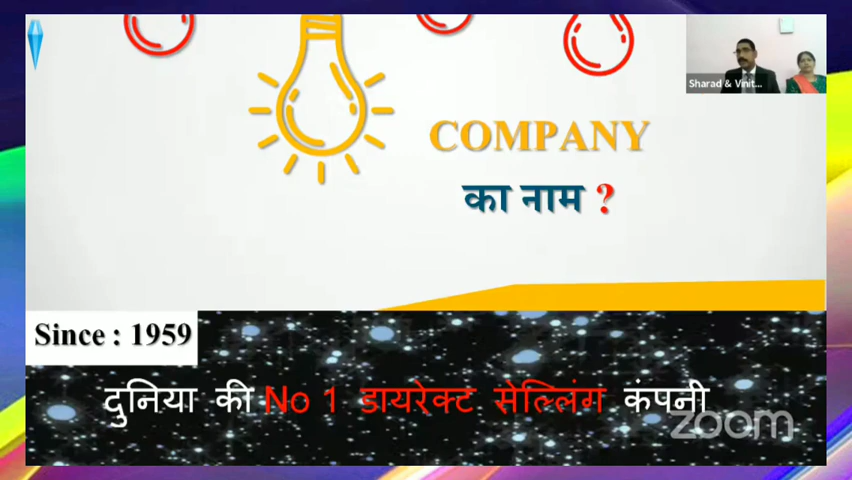 Sharad & Vinit...
COMPANY
का नाम ?
Since : 1959
दुनिया की No 1 डायरेक्ट सेल्लिंग कंपनी
zoom